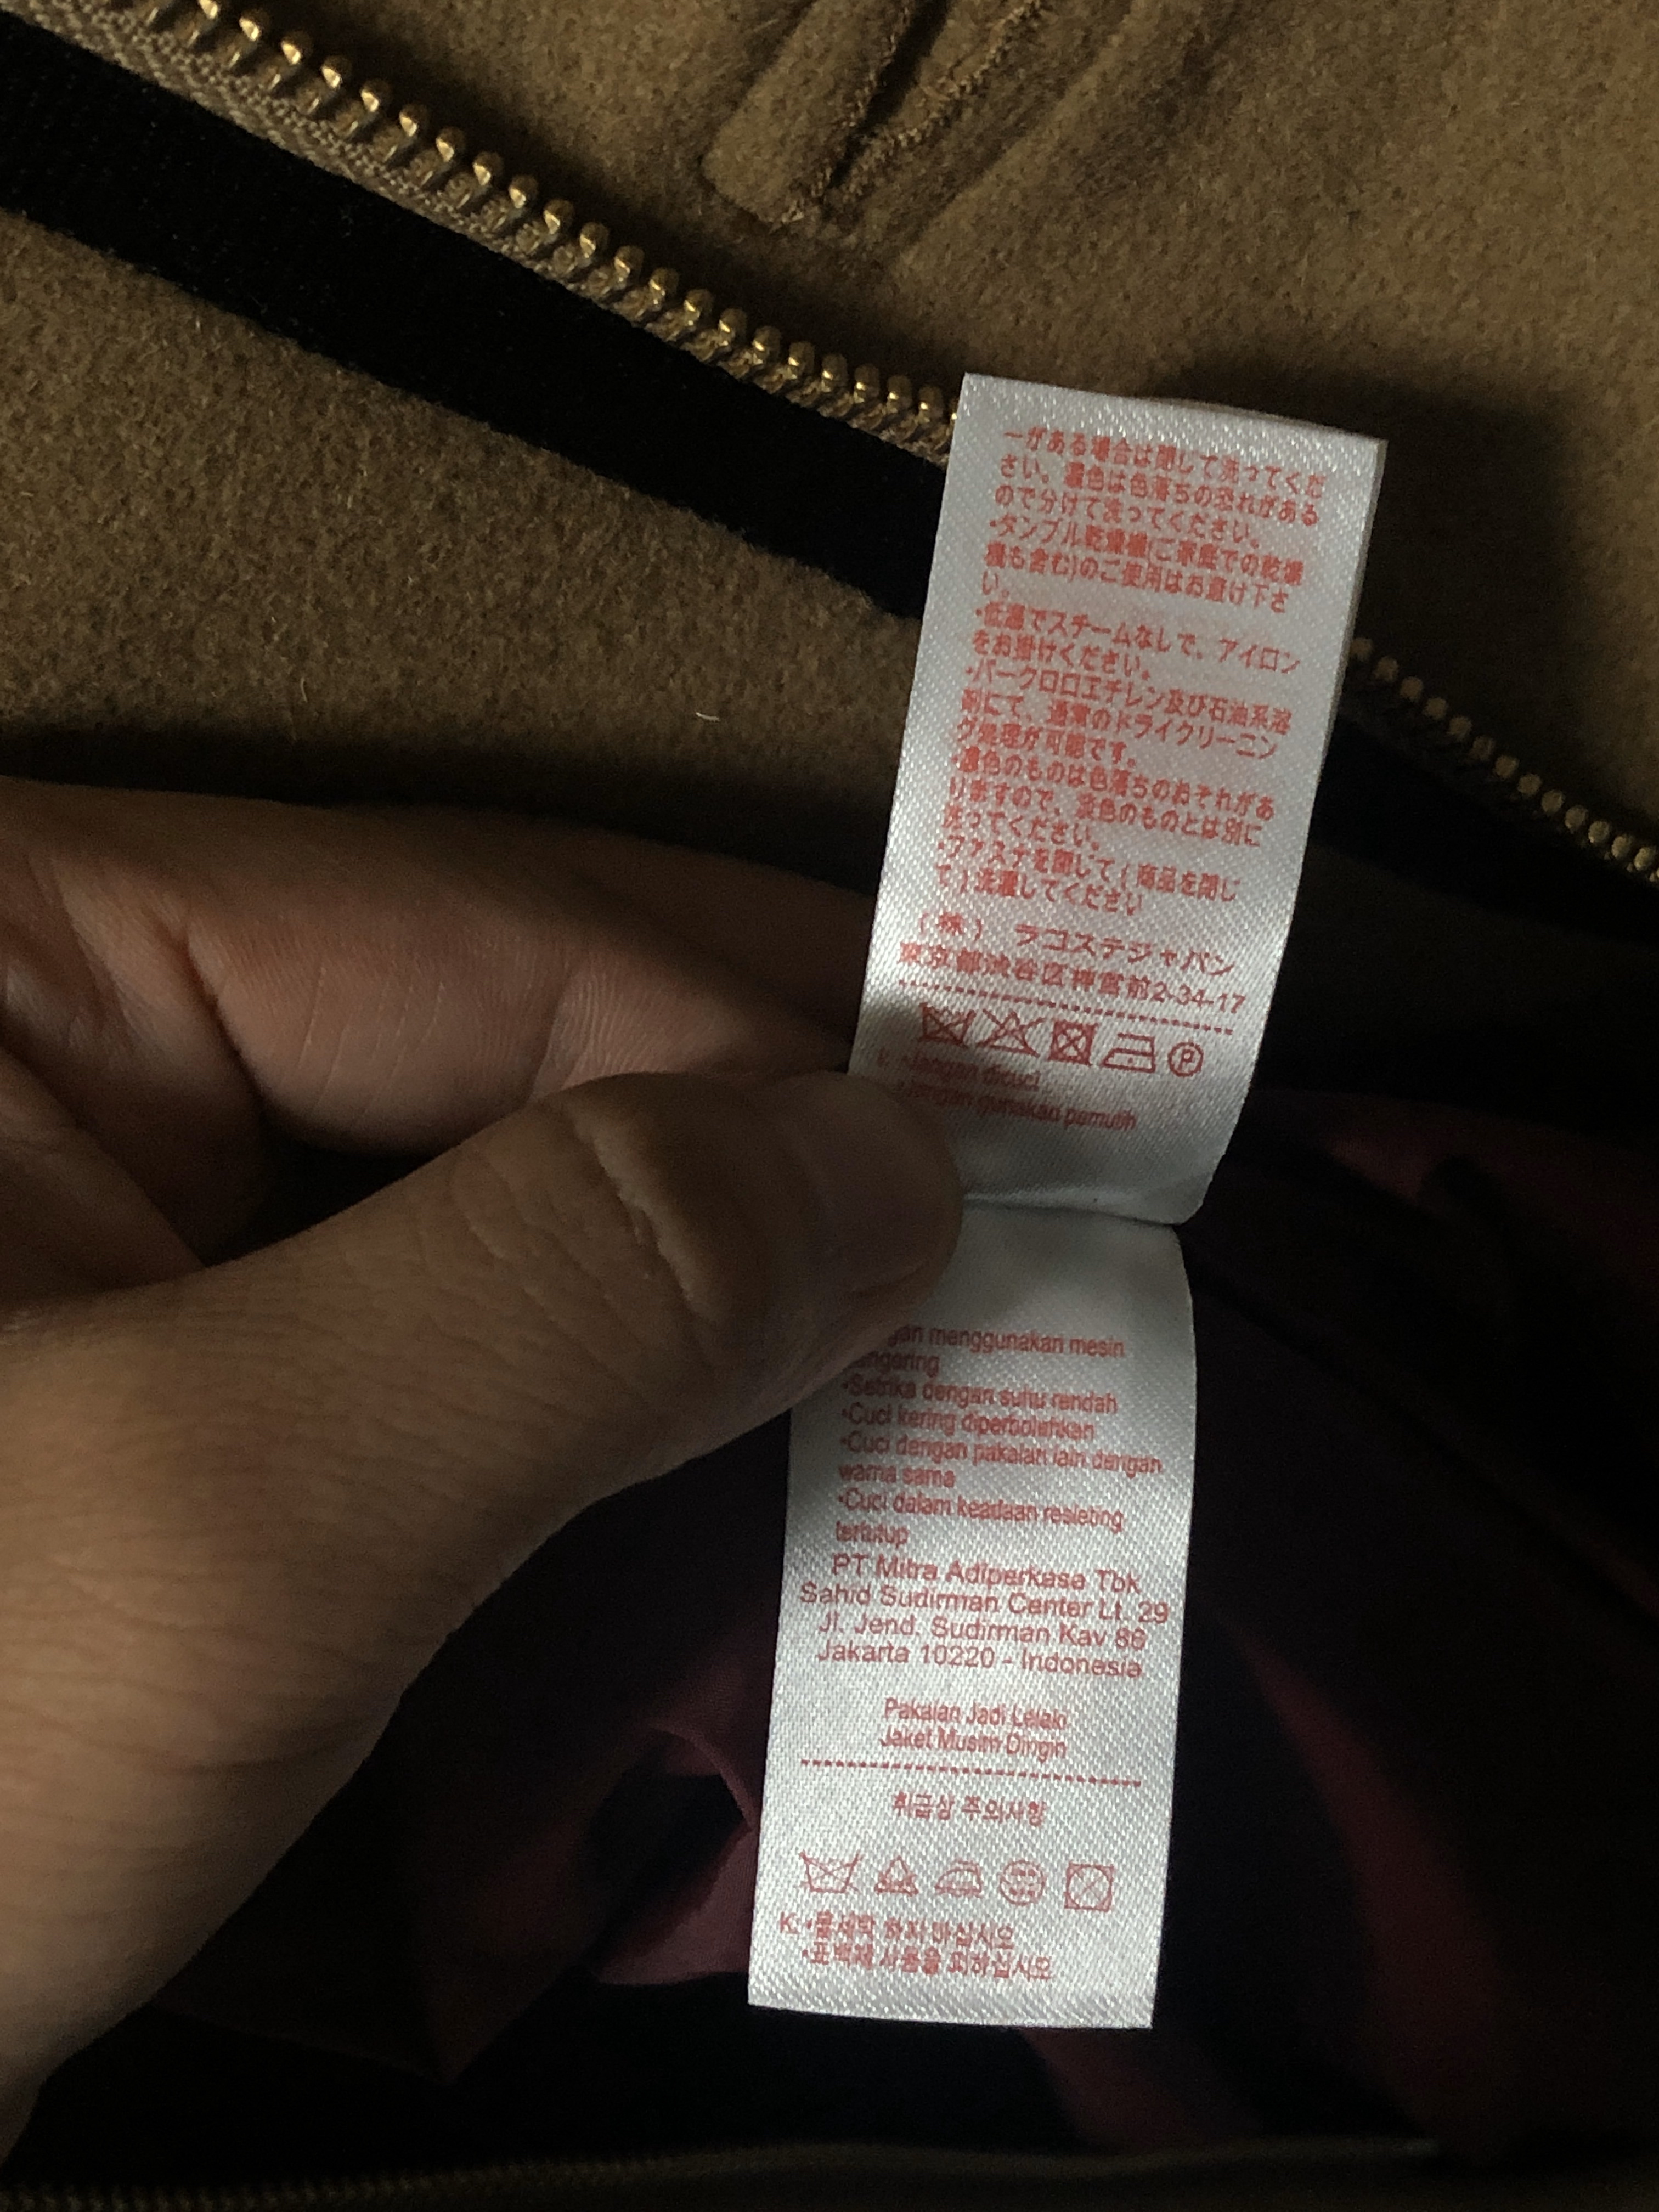 ーがある場合は閉じて洗ってくだ
さい。濃色は色落ちの恐れがある
ので分けて洗ってください。
・タンブル乾燥機(ご家庭での乾燥
機も含む)のご使用はお避け下さ
い。
・低温でスチームなしで、アイロン
をお掛けください。
・パークロロエチレン及び石油系溶
剤にて、通常のドライクリーニン
グ処理が可能です。
・濃色のものは色落ちのおそれがあ
りますので、淡色のものとは別に
洗ってください。
・ファスナを閉じて(商品を閉じ
て)洗濯してください
(株) ラコステジャパン
東京都渋谷区神宮前2-34-17
P
•Jangan dicuci
•Jangan gunakan pemutih
menggunakan mesin
•Setrika dengan suhu rendah
•Cuci kering diperbolehkan
•Cuci dengan pakaian lain dengan
warna sama
•Cuci dalam keadaan resleting
tertutup
PT Mitra Adiperkasa Tbk
Sahid Sudirman Center Lt. 29
Jl. Jend. Sudirman Kav 86
Jakarta 10220 - Indonesia
Pakaian Jadi Lelaki
Jaket Musim Dingin
취급상 주의사항
K: •물세탁 하지 마십시오
•표백제 사용을 피하십시오